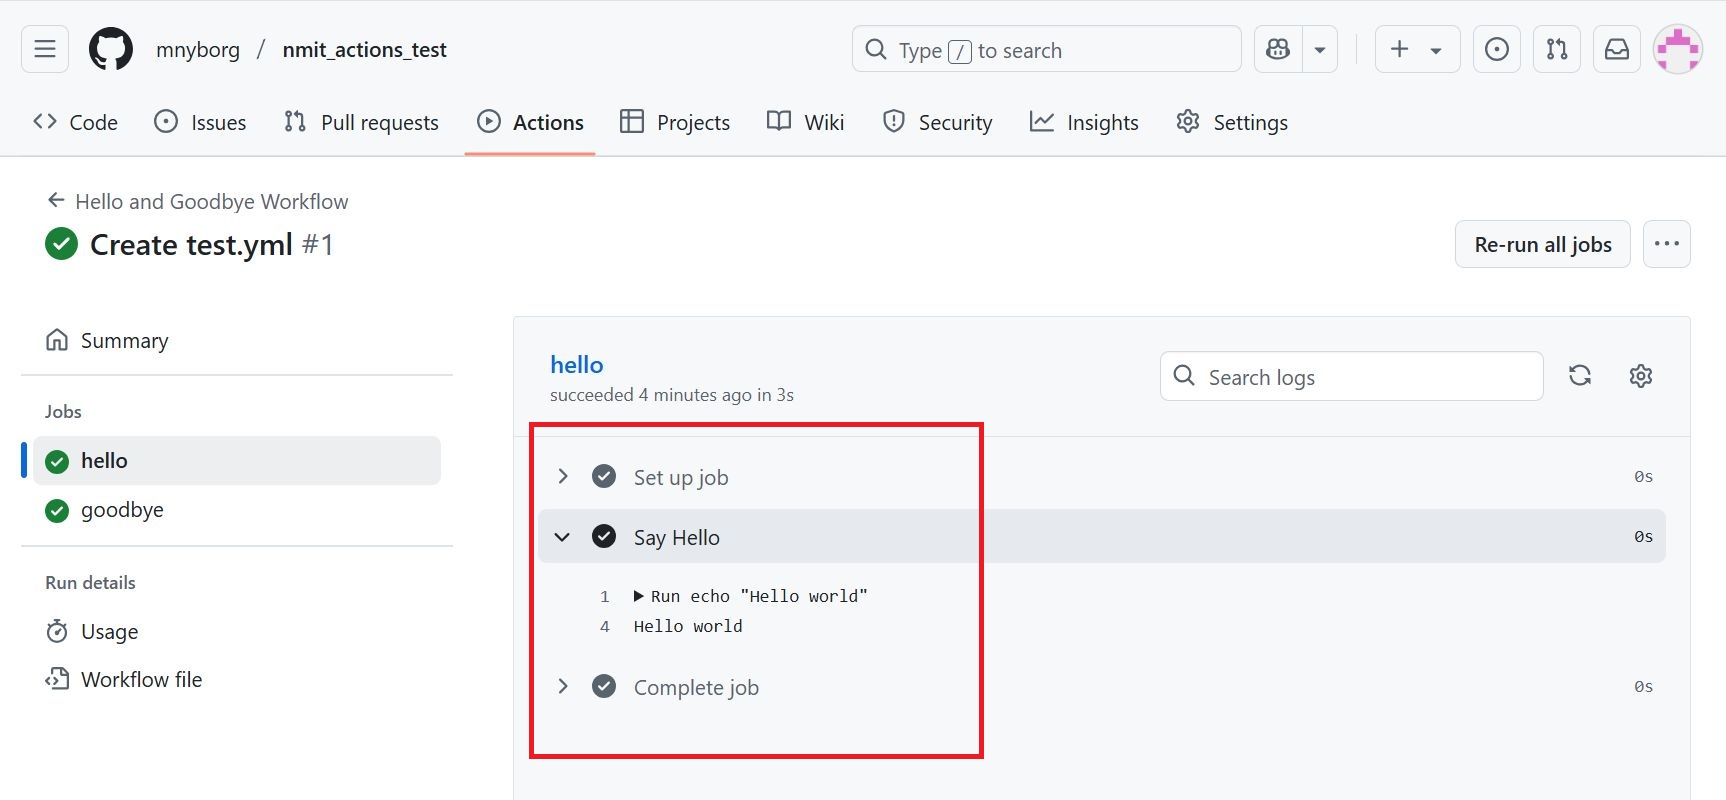 mnyborg / nmit_actions_test
Type / to search
Code
Issues
Pull requests
Actions
Projects
Wiki
Security
Insights
Settings
Hello and Goodbye Workflow
Create test.yml #1
Re-run all jobs
Summary
Jobs
hello
goodbye
Run details
Usage
Workflow file
hello
succeeded 4 minutes ago in 3s
Search logs
Set up job 0s
Say Hello 0s
1 Run echo "Hello world"
4 Hello world
Complete job 0s